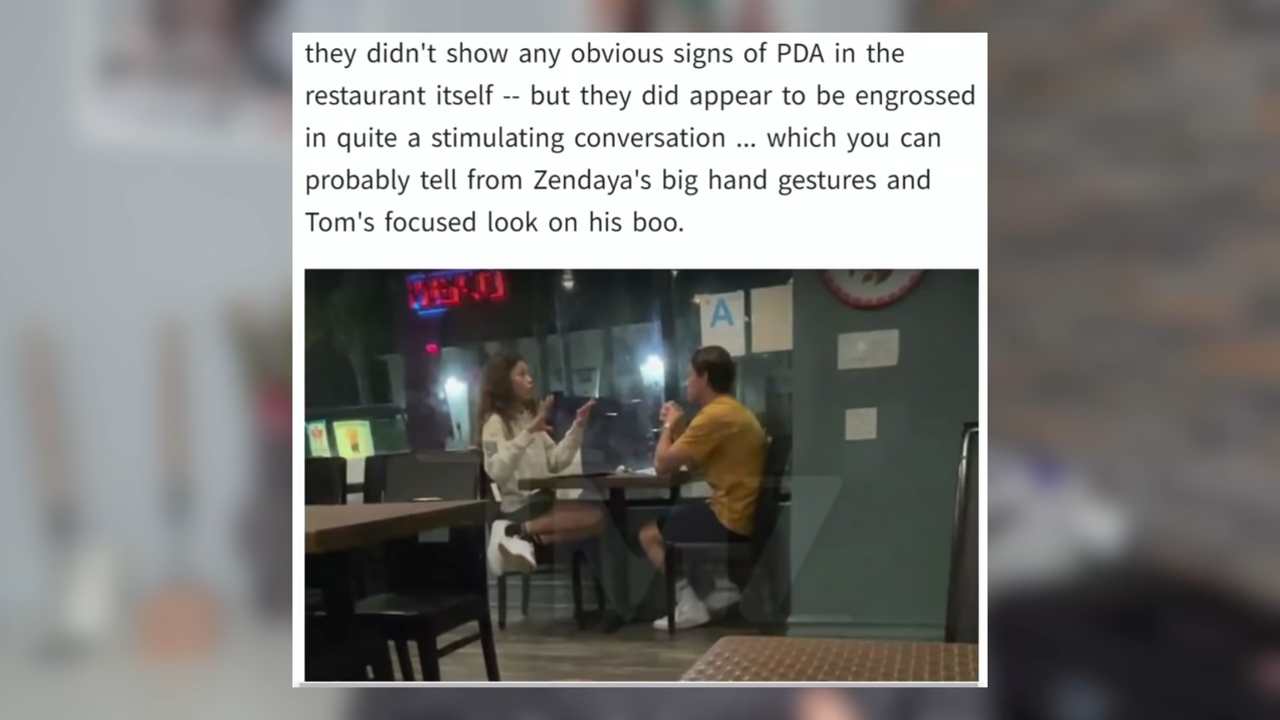 they didn't show any obvious signs of PDA in the
restaurant itself -- but they did appear to be engrossed
in quite a stimulating conversation ... which you can
probably tell from Zendaya's big hand gestures and
Tom's focused look on his boo.
A